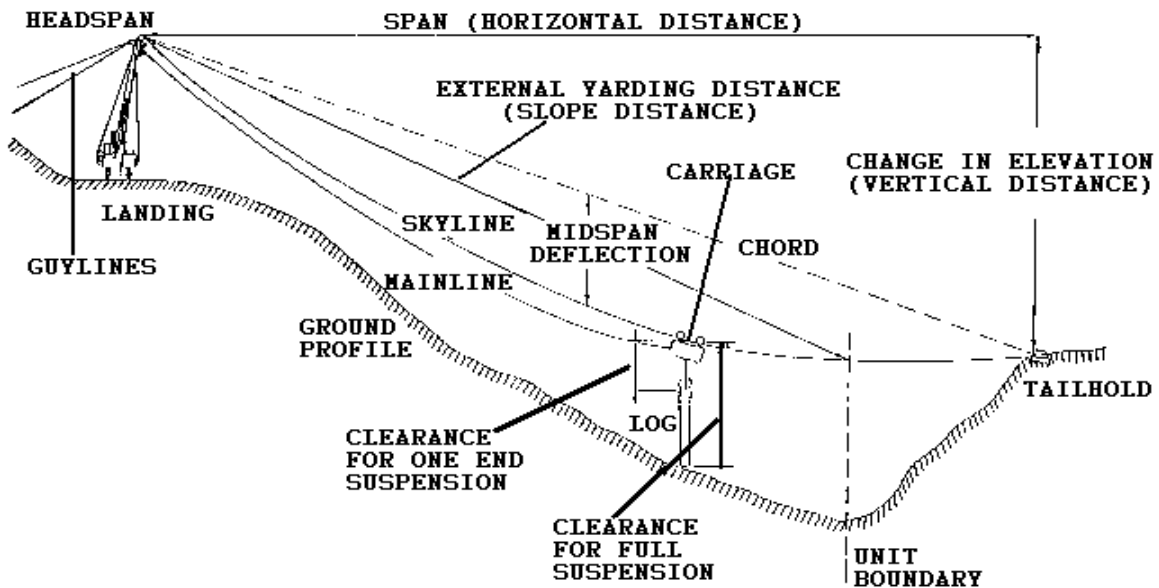 HEADSPAN
SPAN (HORIZONTAL DISTANCE)
EXTERNAL YARDING DISTANCE
(SLOPE DISTANCE)
CARRIAGE
CHANGE IN ELEVATION
(VERTICAL DISTANCE)
LANDING
SKYLINE
MIDSPAN
DEFLECTION
CHORD
GUYLINES
MAINLINE
GROUND
PROFILE
TAILHOLD
LOG
CLEARANCE
FOR ONE END
SUSPENSION
CLEARANCE
FOR FULL
SUSPENSION
UNIT
BOUNDARY